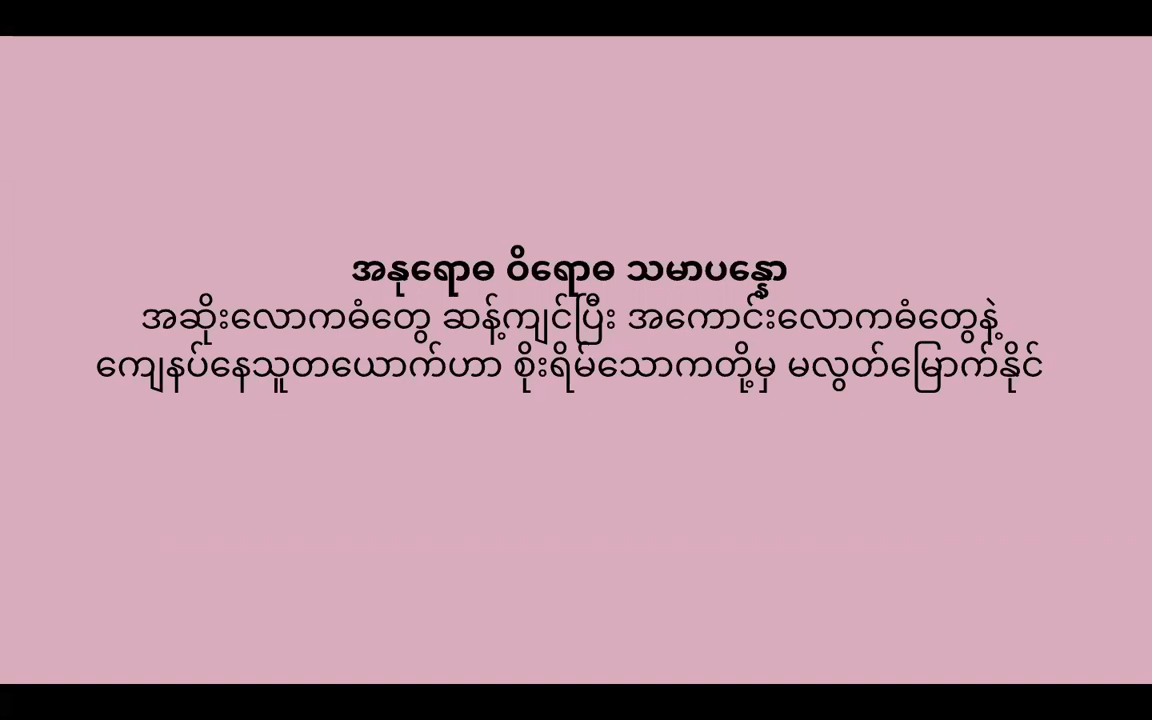 အနုရောဓ ဝိရောဓ သမာပန္နော
အဆိုးလောကဓံတွေ ဆန့်ကျင်ပြီး အကောင်းလောကဓံတွေနဲ့
ကျေနပ်နေသူတယောက်ဟာ စိုးရိမ်သောကတို့မှ မလွတ်မြောက်နိုင်